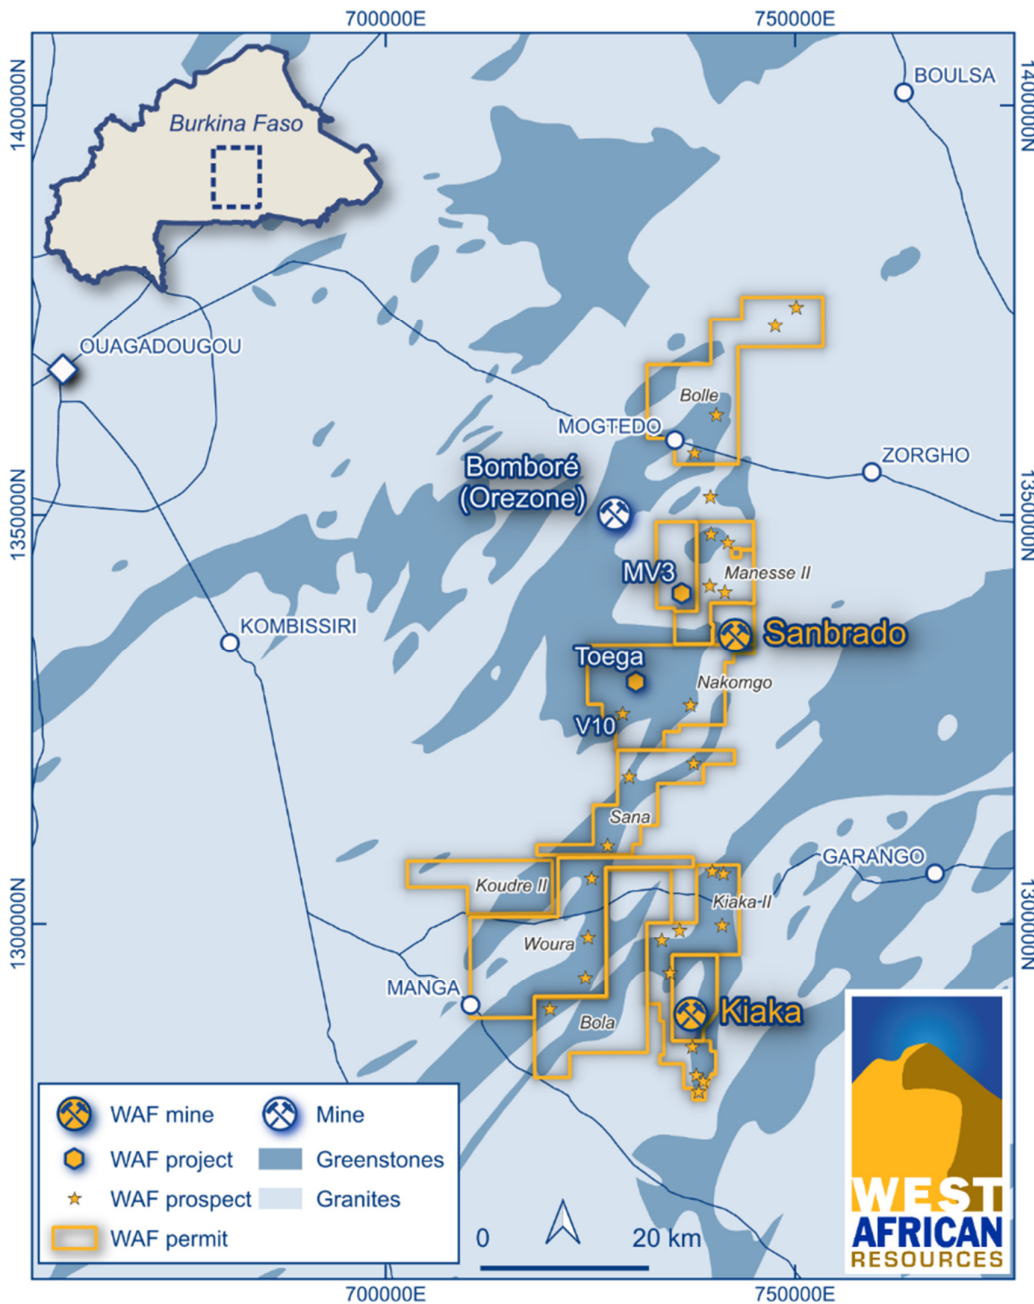 700000E
750000E
1400000N
1400000N
BOULSA
Burkina Faso
OUAGADOUGOU
Bolle
MOGTEDO
ZORGHO
Bomboré
(Orezone)
1350000N
1350000N
MV3
Manesse II
KOMBISSIRI
Sanbrado
Toega
Nakomgo
V10
Sana
GARANGO
Koudre II
Kiaka-II
1300000N
1300000N
Woura
MANGA
Bola
Kiaka
WAF mine
Mine
WAF project
Greenstones
WAF prospect
Granites
WAF permit
0
20 km
WEST
AFRICAN
RESOURCES
700000E
750000E